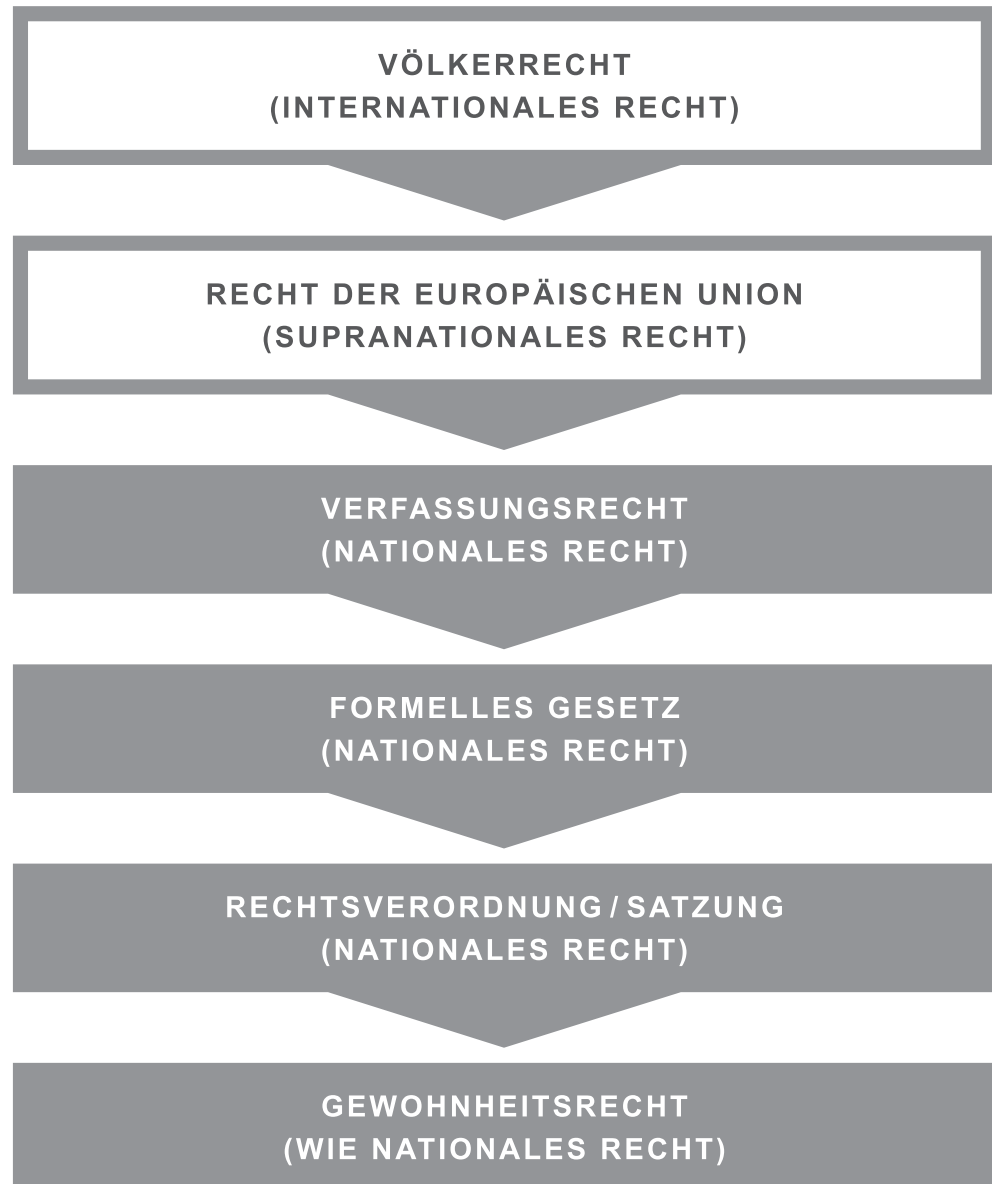 VÖLKERRECHT
(INTERNATIONALES RECHT)
RECHT DER EUROPÄISCHEN UNION
(SUPRANATIONALES RECHT)
VERFASSUNGSRECHT
(NATIONALES RECHT)
FORMELLES GESETZ
(NATIONALES RECHT)
RECHTSVERORDNUNG / SATZUNG
(NATIONALES RECHT)
GEWOHNHEITSRECHT
(WIE NATIONALES RECHT)